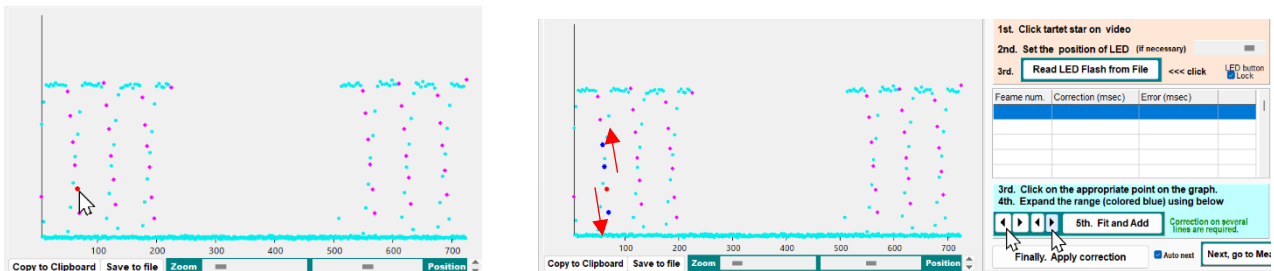 100 200 300 400 500 600 700
Copy to Clipboard Save to file Zoom Position
100 200 300 400 500 600 700
Copy to Clipboard Save to file Zoom Position
1st. Click tartet star on video
2nd. Set the position of LED (if necessary)
3rd. Read LED Flash from File <<< click LED button
Lock
Feame num. Correction (msec) Error (msec)
3rd. Click on the appropriate point on the graph.
4th. Expand the range (colored blue) using below
5th. Fit and Add Correction on several
lines are required.
Finally. Apply correction Auto next Next, go to Mea